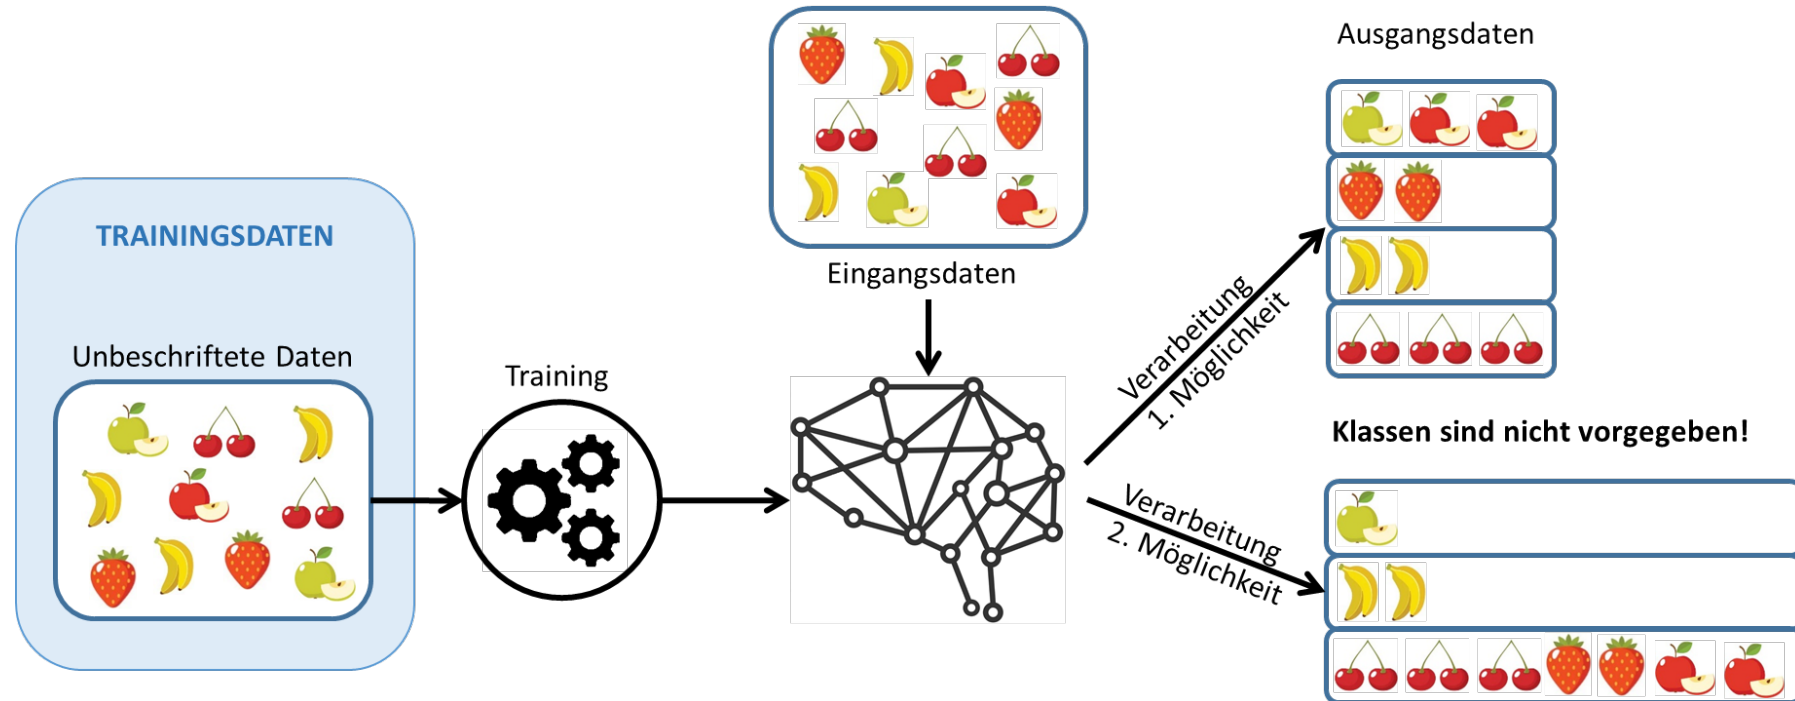 TRAININGSDATEN
Unbeschriftete Daten
Training
Eingangsdaten
Verarbeitung
1. Möglichkeit
Verarbeitung
2. Möglichkeit
Ausgangsdaten
Klassen sind nicht vorgegeben!